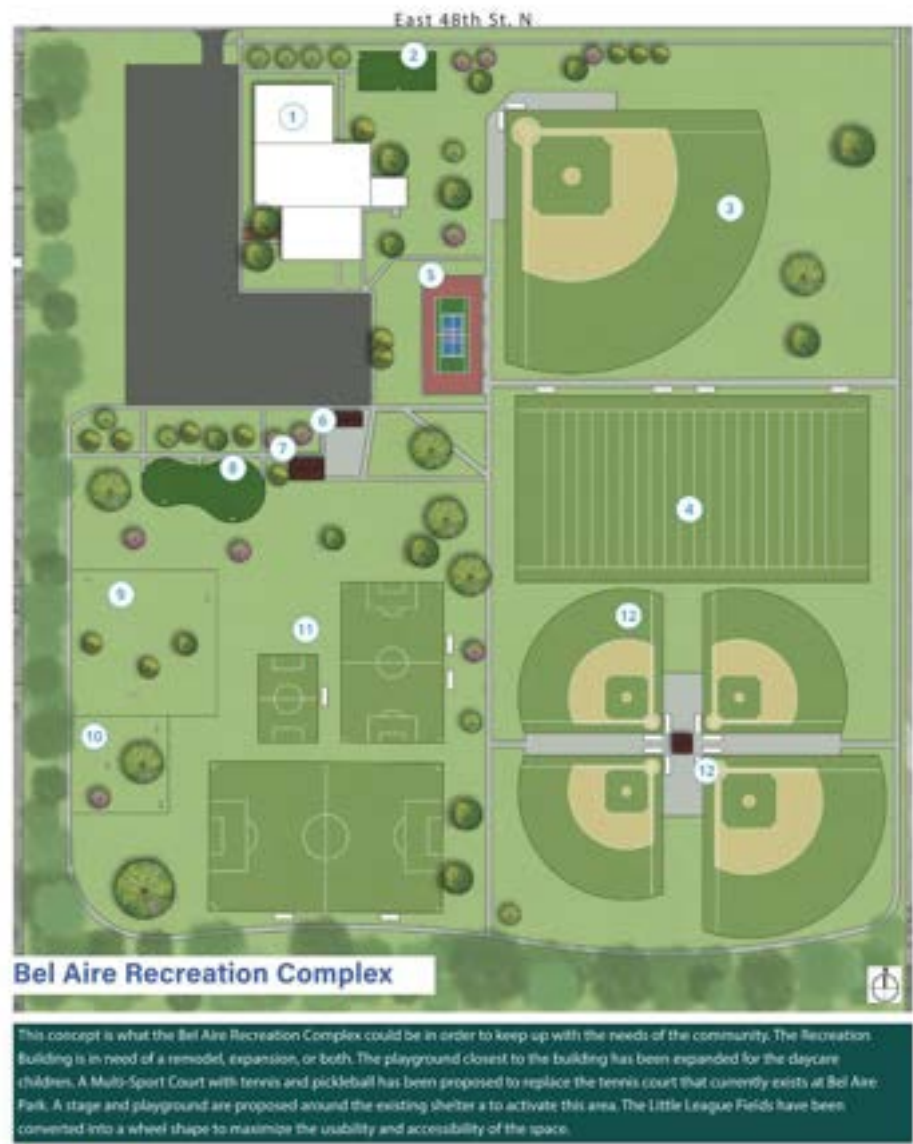 East 48th St. N
2
1
3
5
6
7
8
4
9
12
11
10
12
Bel Aire Recreation Complex
This concept is what the Bel Aire Recreation Complex could be in order to keep up with the needs of the community. The Recreation
Building is in need of a remodel, expansion, or both. The playground closest to the building has been expanded for the daycare
children. A Multi-Sport Court with tennis and pickleball has been proposed to replace the tennis court that currently exists at Bel Aire
Park. A stage and playground are proposed around the existing shelter a to activate this area. The Little League Fields have been
converted into a wheel shape to maximize the usability and accessibility of the space.